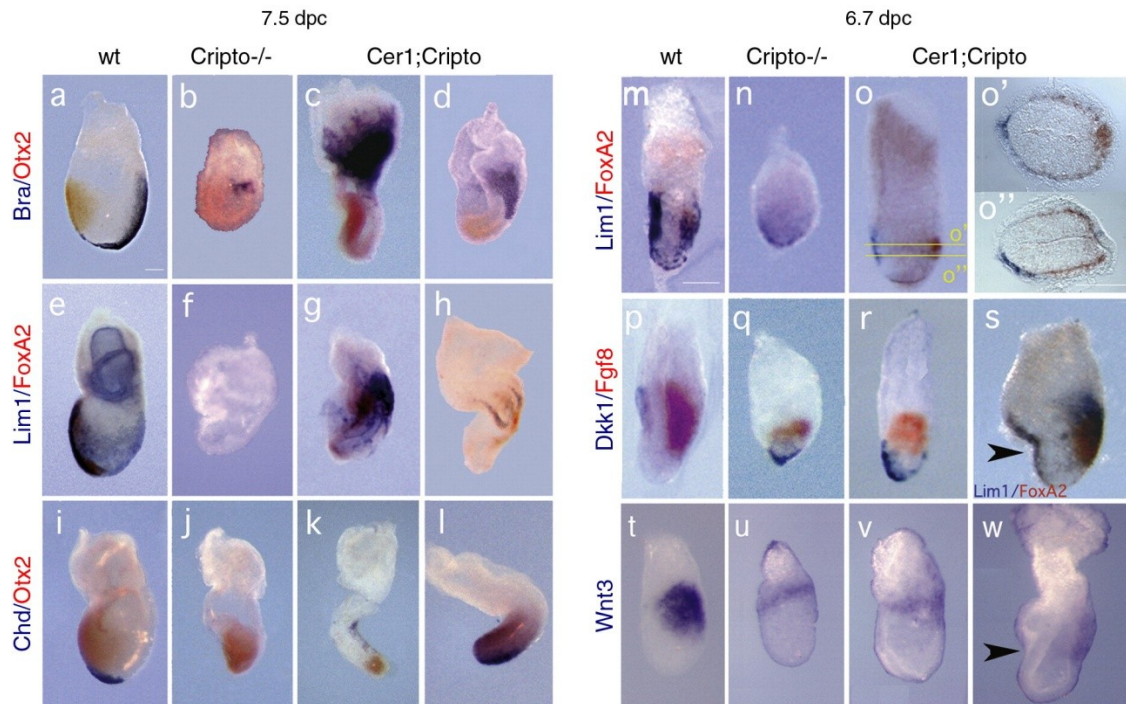 7.5 dpc
6.7 dpc
wt Cripto-/- Cer1;Cripto
wt Cripto-/- Cer1;Cripto
Bra/Otx2
a b c d
Lim1/FoxA2
m n o o'
o''
o'
o''
Lim1/FoxA2
e f g h
Dkk1/Fgf8
p q r s
Lim1/FoxA2
Chd/Otx2
i j k l
Wnt3
t u v w